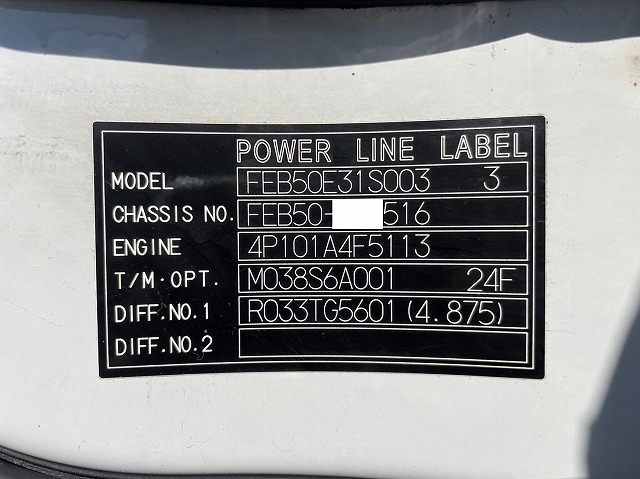 POWER LINE LABEL
MODEL FEB50E31S003 3
CHASSIS NO. FEB50- 516
ENGINE 4P101A4F5113
T/M·OPT. M038S6A001 24F
DIFF.NO.1 R033TG5601(4.875)
DIFF.NO.2